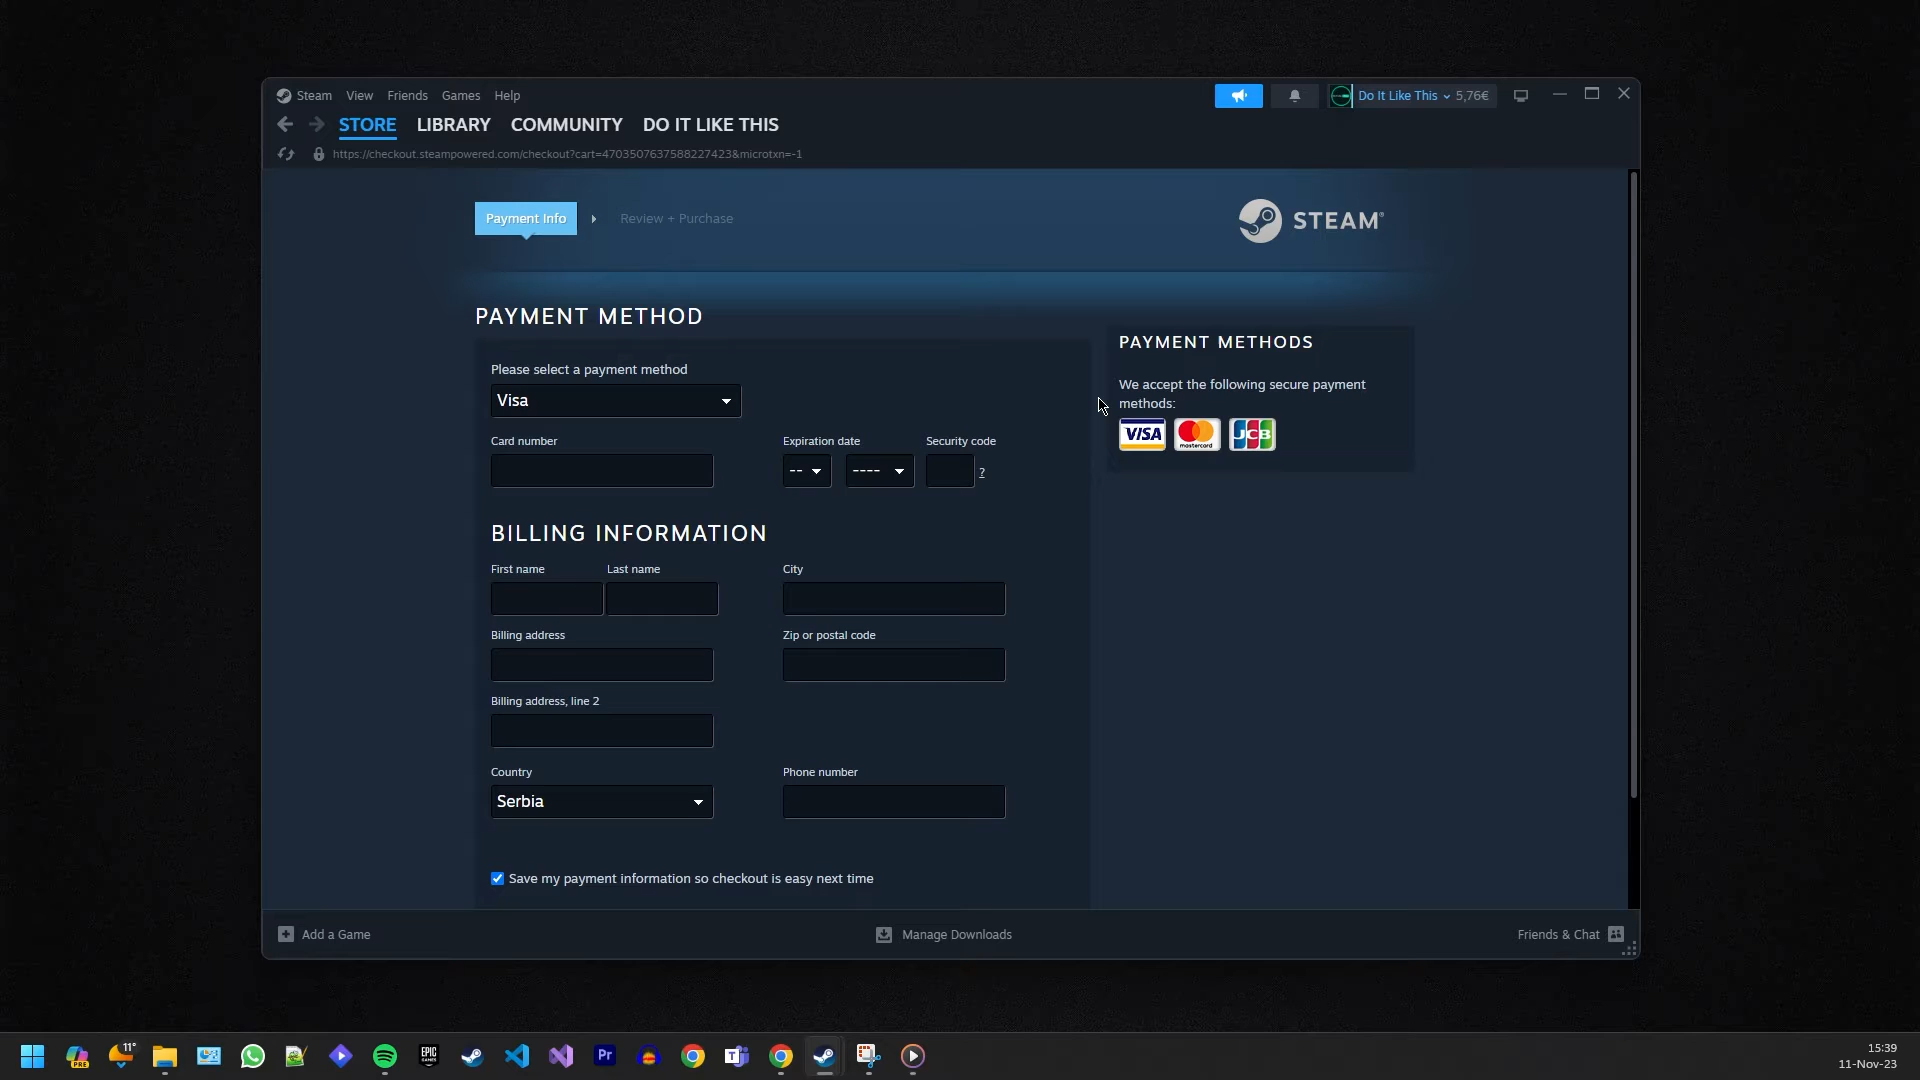 Steam View Friends Games Help
Do It Like This 5,76€
STORE LIBRARY COMMUNITY DO IT LIKE THIS
https://checkout.steampowered.com/checkout?cart=4703507637588227423&microtxn=-1
Payment Info Review + Purchase
STEAM®
PAYMENT METHOD
Please select a payment method
Visa
Card number Expiration date Security code
-- ---- ?
BILLING INFORMATION
First name Last name City
Billing address Zip or postal code
Billing address, line 2
Country Phone number
Serbia
Save my payment information so checkout is easy next time
PAYMENT METHODS
We accept the following secure payment
methods:
VISA mastercard JCB
Add a Game Manage Downloads Friends & Chat
PRE 11° EPIC GAMES Pr T
15:39
11-Nov-23